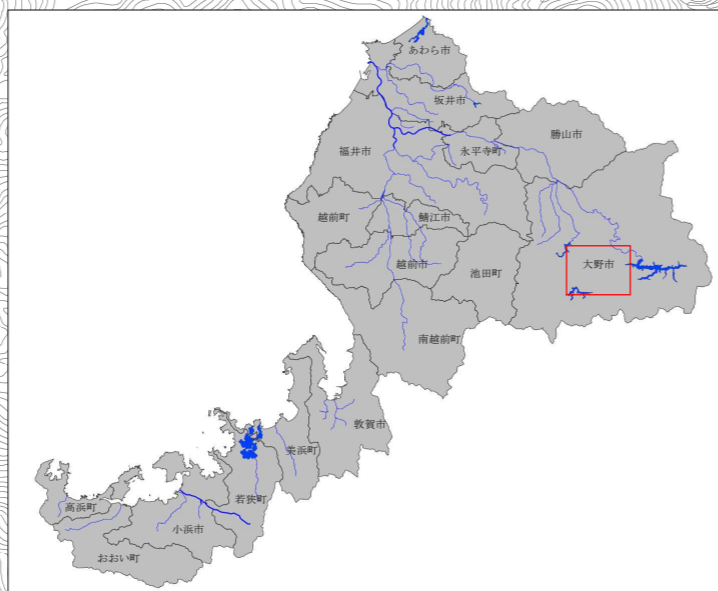 あわら市
坂井市
勝山市
永平寺町
福井市
越前町
鯖江市
越前市
池田町
大野市
南越前町
敦賀市
美浜町
若狭町
高浜町
小浜市
おおい町